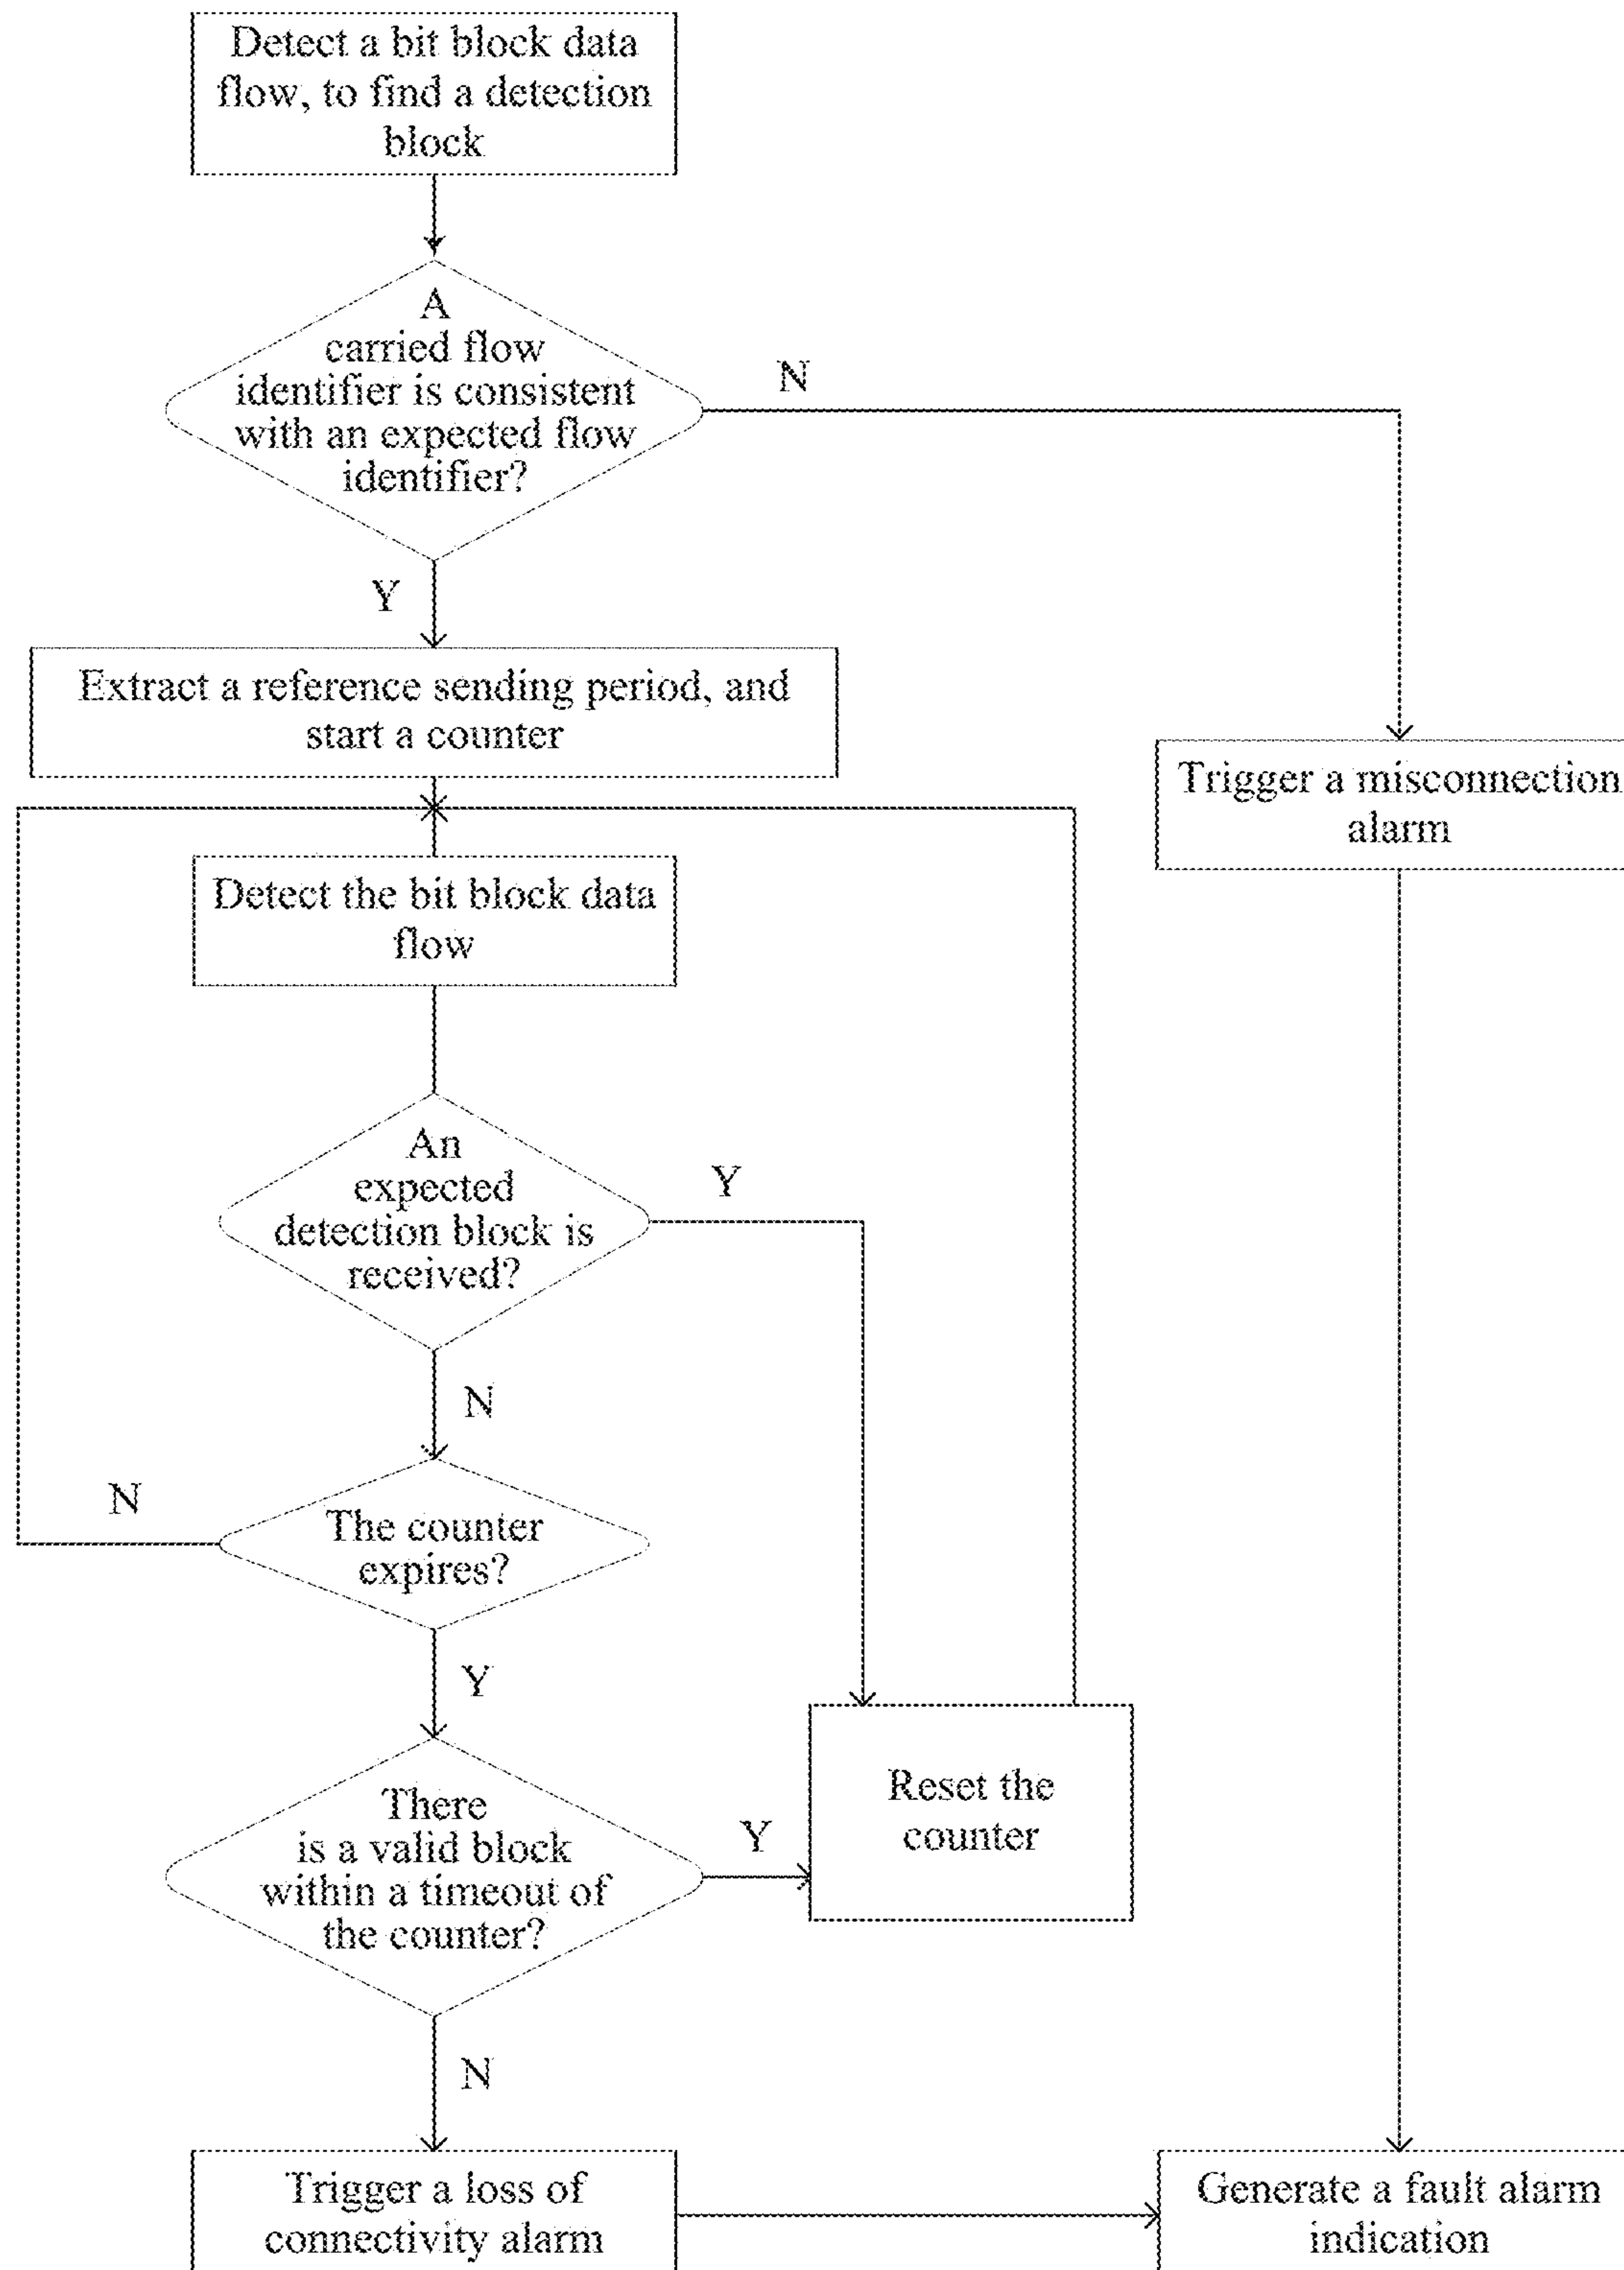 Detect a bit block data
flow, to find a detection
block
A
carried flow
identifier is consistent
with an expected flow
identifier?
N
Y
Extract a reference sending period, and
start a counter
Trigger a misconnection
alarm
Detect the bit block data
flow
An
expected
detection block is
received?
Y
N
N
The counter
expires?
Y
There
is a valid block
within a timeout of
the counter?
Y
Reset the
counter
N
Trigger a loss of
connectivity alarm
Generate a fault alarm
indication